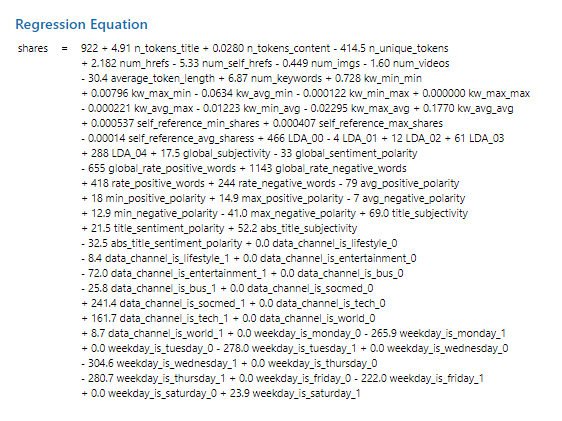 Regression Equation
shares = 922 + 4.91 n_tokens_title + 0.0280 n_tokens_content - 414.5 n_unique_tokens
+ 2.182 num_hrefs - 5.33 num_self_hrefs - 0.449 num_imgs - 1.60 num_videos
- 30.4 average_token_length + 6.87 num_keywords + 0.728 kw_min_min
+ 0.00796 kw_max_min - 0.0634 kw_avg_min - 0.000122 kw_min_max + 0.000000 kw_max_max
- 0.000221 kw_avg_max - 0.01223 kw_min_avg - 0.02295 kw_max_avg + 0.1770 kw_avg_avg
+ 0.000537 self_reference_min_shares + 0.000407 self_reference_max_shares
- 0.00014 self_reference_avg_sharess + 466 LDA_00 - 4 LDA_01 + 12 LDA_02 + 61 LDA_03
+ 288 LDA_04 + 17.5 global_subjectivity - 33 global_sentiment_polarity
- 655 global_rate_positive_words + 1143 global_rate_negative_words
+ 418 rate_positive_words + 244 rate_negative_words - 79 avg_positive_polarity
+ 18 min_positive_polarity + 14.9 max_positive_polarity - 7 avg_negative_polarity
+ 12.9 min_negative_polarity - 41.0 max_negative_polarity + 69.0 title_subjectivity
+ 21.5 title_sentiment_polarity + 52.2 abs_title_subjectivity
- 32.5 abs_title_sentiment_polarity + 0.0 data_channel_is_lifestyle_0
- 8.4 data_channel_is_lifestyle_1 + 0.0 data_channel_is_entertainment_0
- 72.0 data_channel_is_entertainment_1 + 0.0 data_channel_is_bus_0
- 25.8 data_channel_is_bus_1 + 0.0 data_channel_is_socmed_0
+ 241.4 data_channel_is_socmed_1 + 0.0 data_channel_is_tech_0
+ 161.7 data_channel_is_tech_1 + 0.0 data_channel_is_world_0
+ 8.7 data_channel_is_world_1 + 0.0 weekday_is_monday_0 - 265.9 weekday_is_monday_1
+ 0.0 weekday_is_tuesday_0 - 278.0 weekday_is_tuesday_1 + 0.0 weekday_is_wednesday_0
- 304.6 weekday_is_wednesday_1 + 0.0 weekday_is_thursday_0
- 280.7 weekday_is_thursday_1 + 0.0 weekday_is_friday_0 - 222.0 weekday_is_friday_1
+ 0.0 weekday_is_saturday_0 + 23.9 weekday_is_saturday_1